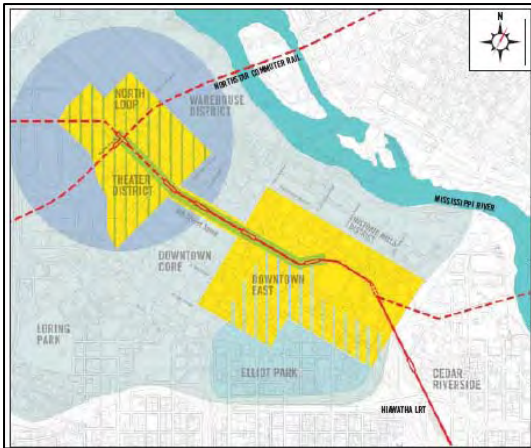 N
NORTHSTAR COMMUTER RAIL
NORTH
LOOP
WAREHOUSE
DISTRICT
THEATER
DISTRICT
MISSISSIPPI RIVER
HISTORIC MILLS
DISTRICT
DOWNTOWN
CORE
DOWNTOWN
EAST
LORING
PARK
ELLIOT PARK
CEDAR
RIVERSIDE
HIAWATHA LRT